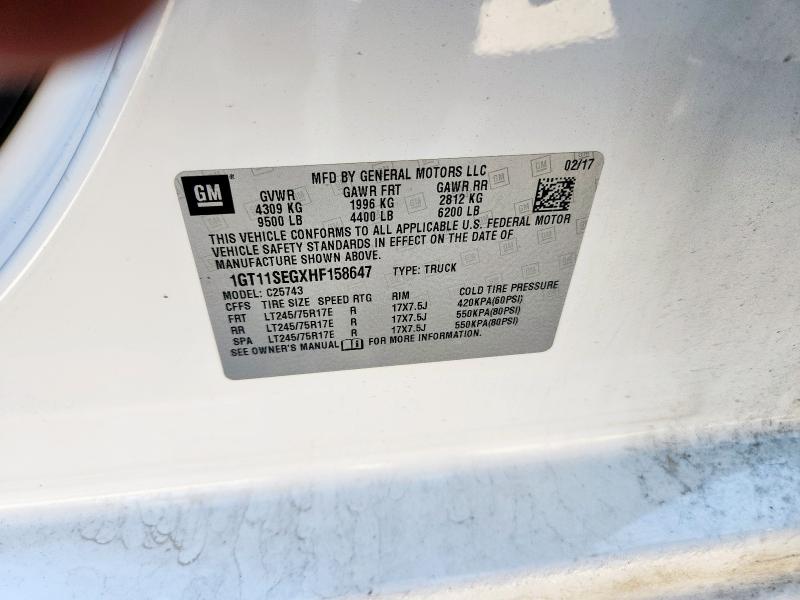 GM
MFD BY GENERAL MOTORS LLC 02/17
GVWR GAWR FRT GAWR RR
4309 KG 1996 KG 2812 KG
9500 LB 4400 LB 6200 LB
THIS VEHICLE CONFORMS TO ALL APPLICABLE U.S. FEDERAL MOTOR
VEHICLE SAFETY STANDARDS IN EFFECT ON THE DATE OF
MANUFACTURE SHOWN ABOVE.
1GT11SEGXHF158647 TYPE: TRUCK
MODEL: C25743
CFFS TIRE SIZE SPEED RTG RIM COLD TIRE PRESSURE
FRT LT245/75R17E R 17X7.5J 420KPA(60PSI)
RR LT245/75R17E R 17X7.5J 550KPA(80PSI)
SPA LT245/75R17E R 17X7.5J 550KPA(80PSI)
SEE OWNER'S MANUAL FOR MORE INFORMATION.